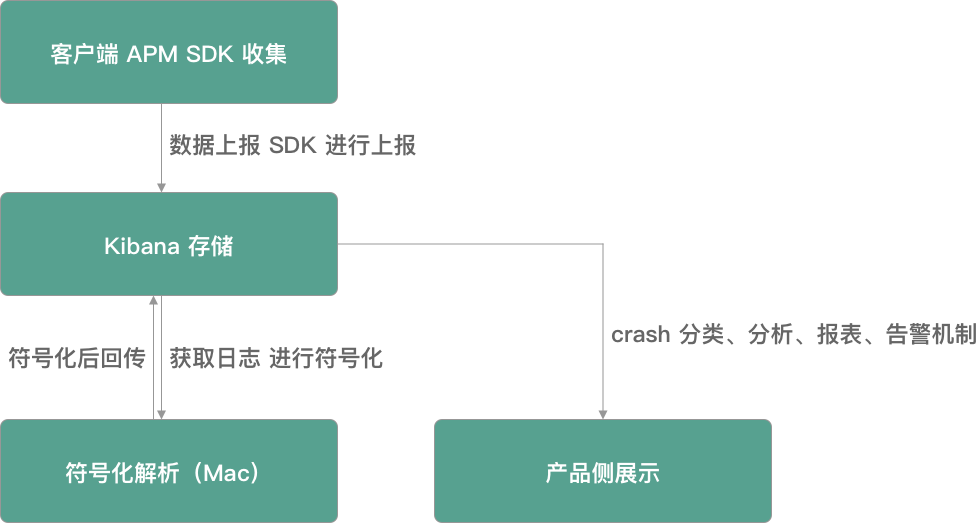 客户端 APM SDK 收集
数据上报 SDK 进行上报
Kibana 存储
crash 分类、分析、报表、告警机制
符号化后回传
获取日志 进行符号化
符号化解析（Mac）
产品侧展示